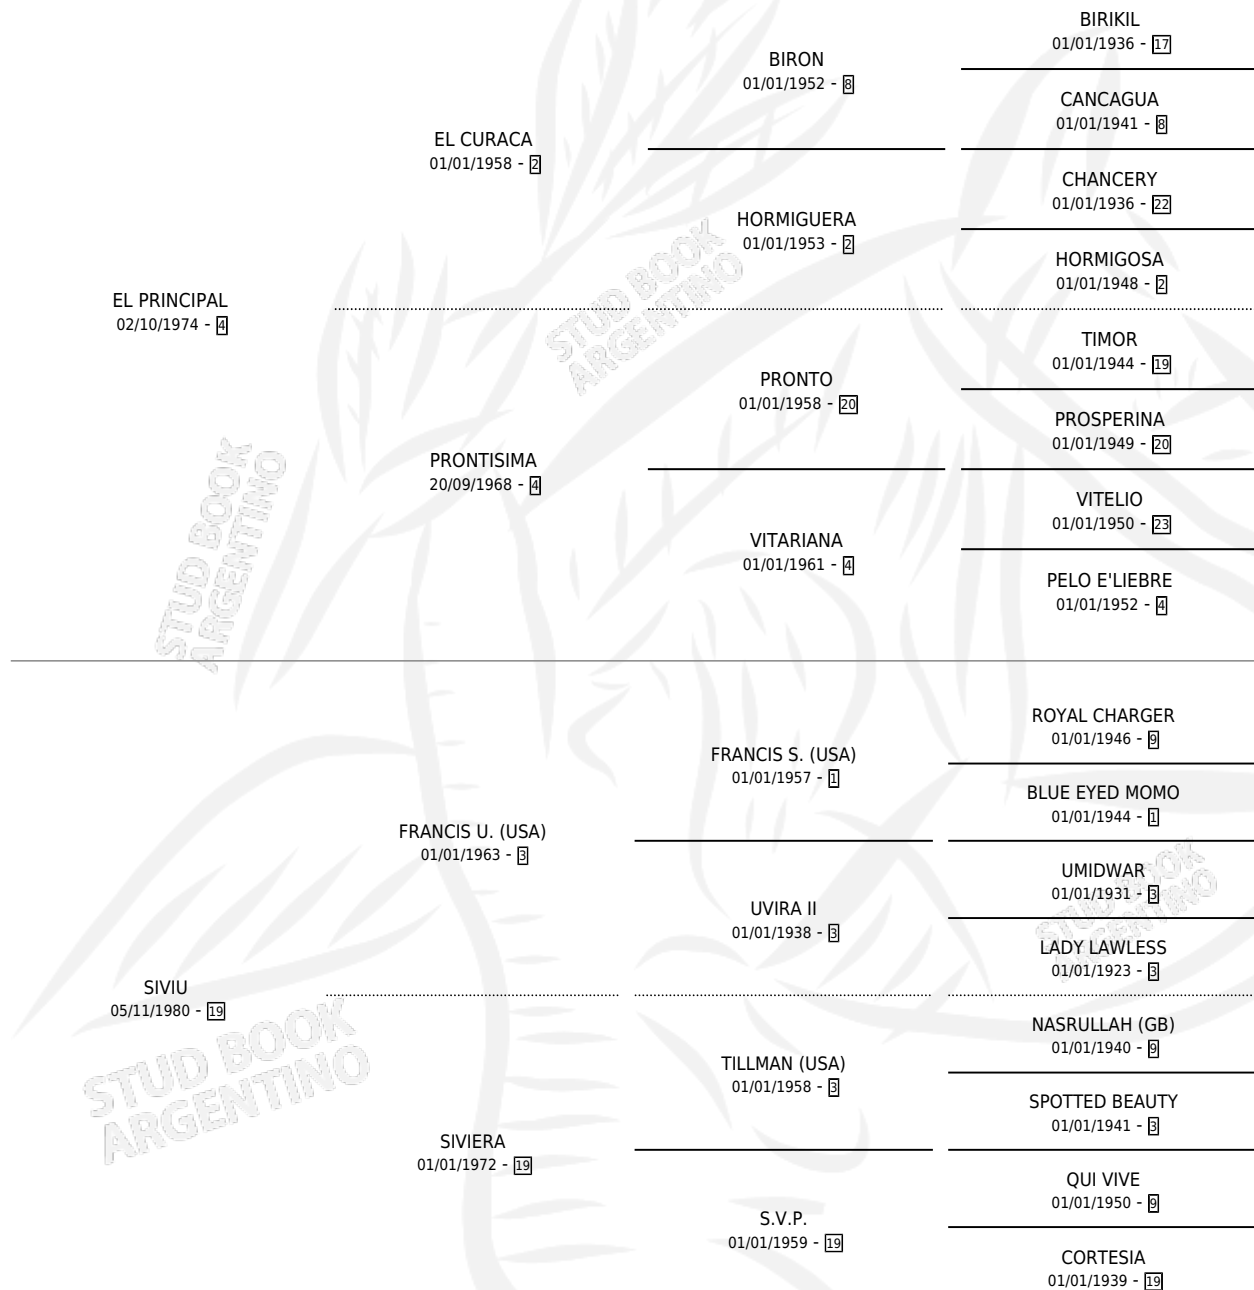 BIRIKIL
01/01/1936 - 17
BIRON
01/01/1952 - 8
CANCAGUA
01/01/1941 - 8
EL CURACA
01/01/1958 - 2
CHANCERY
01/01/1936 - 22
HORMIGUERA
01/01/1953 - 2
HORMIGOSA
01/01/1948 - 2
EL PRINCIPAL
02/10/1974 - 4
TIMOR
01/01/1944 - 19
PRONTO
01/01/1958 - 20
PROSPERINA
01/01/1949 - 20
PRONTISIMA
20/09/1968 - 4
VITELIO
01/01/1950 - 23
VITARIANA
01/01/1961 - 4
PELO E'LIEBRE
01/01/1952 - 4
ROYAL CHARGER
01/01/1946 - 9
FRANCIS S. (USA)
01/01/1957 - 1
BLUE EYED MOMO
01/01/1944 - 1
FRANCIS U. (USA)
01/01/1963 - 3
UMIDWAR
01/01/1931 - 3
UVIRA II
01/01/1938 - 3
LADY LAWLESS
01/01/1923 - 3
SIVIU
05/11/1980 - 19
NASRULLAH (GB)
01/01/1940 - 9
TILLMAN (USA)
01/01/1958 - 3
SPOTTED BEAUTY
01/01/1941 - 3
SIVIERA
01/01/1972 - 19
QUI VIVE
01/01/1950 - 9
S.V.P.
01/01/1959 - 19
CORTESIA
01/01/1939 - 19
STUD BOOK
ARGENTINO
STUD BOOK
ARGENTINO
STUD BOOK
ARGENTINO
STUD BOOK
ARGENTINO